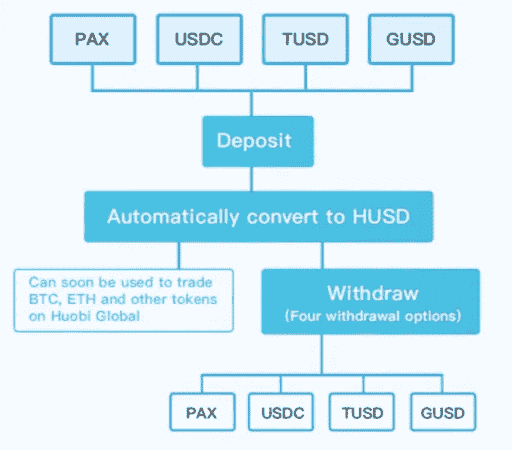 PAX
USDC
TUSD
GUSD
Deposit
Automatically convert to HUSD
Can soon be used to trade
BTC, ETH and other tokens
on Huobi Global
Withdraw
(Four withdrawal options)
PAX
USDC
TUSD
GUSD